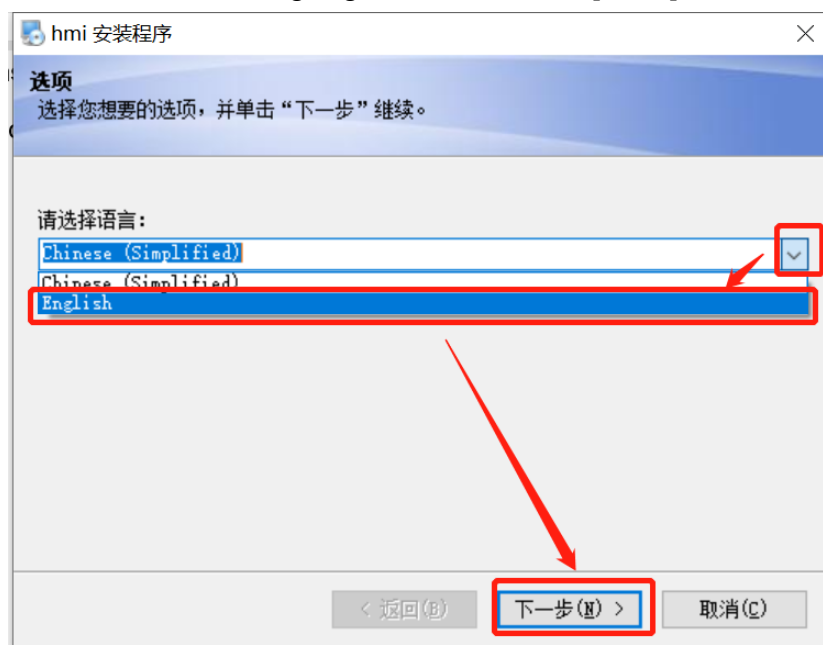 hmi 安装程序
选项
选择您想要的选项，并单击“下一步”继续。
请选择语言：
Chinese (Simplified)
Chinese (Simplified)
English
< 返回(B)
下一步(N) >
取消(C)